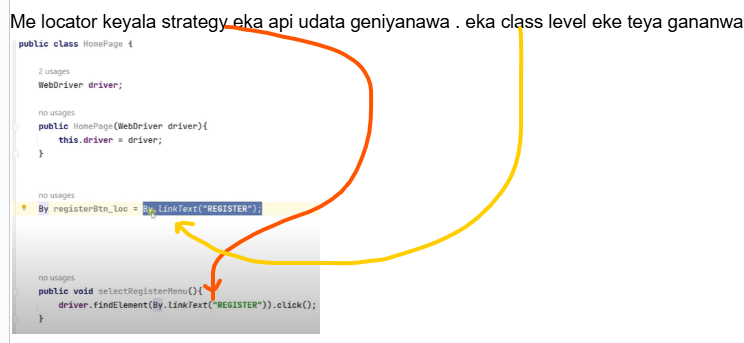 Me locator keyala strategy eka api udata geniyanawa . eka class level eke teya gananwa
public class HomePage {
2 usages
WebDriver driver;
no usages
public HomePage(WebDriver driver){
this.driver = driver;
}
no usages
By registerBtn_loc = By.linkText("REGISTER");
no usages
public void selectRegisterMenu(){
driver.findElement(By.linkText("REGISTER")).click();
}